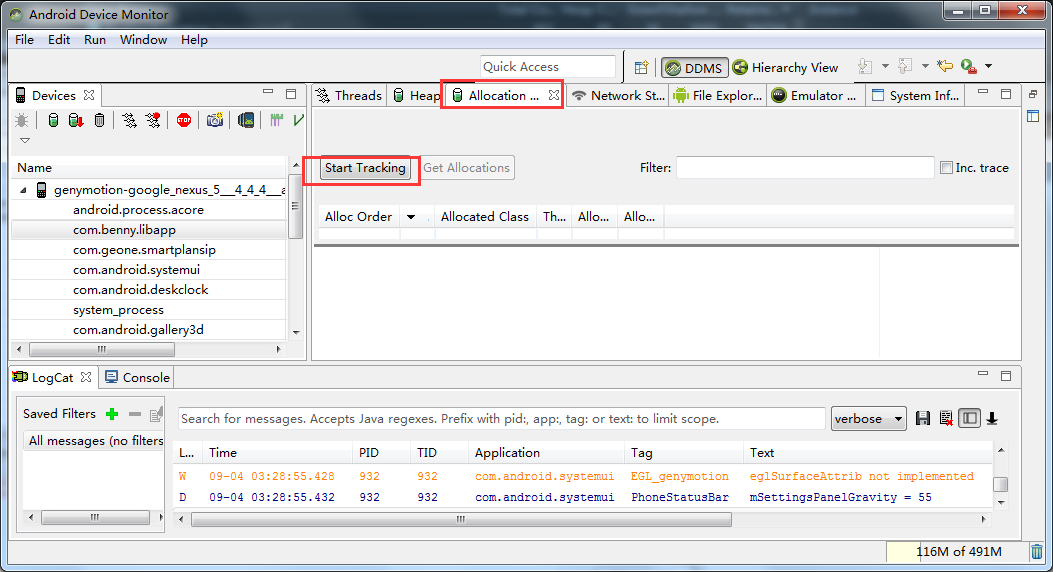 Android Device Monitor
File Edit Run Window Help
Quick Access DDMS Hierarchy View
Devices
Name
genymotion-google_nexus_5___4_4_4___a
android.process.acore
com.benny.libapp
com.geone.smartplansip
com.android.systemui
com.android.deskclock
system_process
com.android.gallery3d
Threads Heap Allocation ... Network St... File Explor... Emulator ... System Inf...
Start Tracking Get Allocations Filter: Inc. trace
Alloc Order Allocated Class Th... Allo... Allo...
LogCat Console
Saved Filters
All messages (no filters
Search for messages. Accepts Java regexes. Prefix with pid:, app:, tag: or text: to limit scope. verbose
L... Time PID TID Application Tag Text
W 09-04 03:28:55.428 932 932 com.android.systemui EGL_genymotion eglSurfaceAttrib not implemented
D 09-04 03:28:55.432 932 932 com.android.systemui PhoneStatusBar mSettingsPanelGravity = 55
116M of 491M